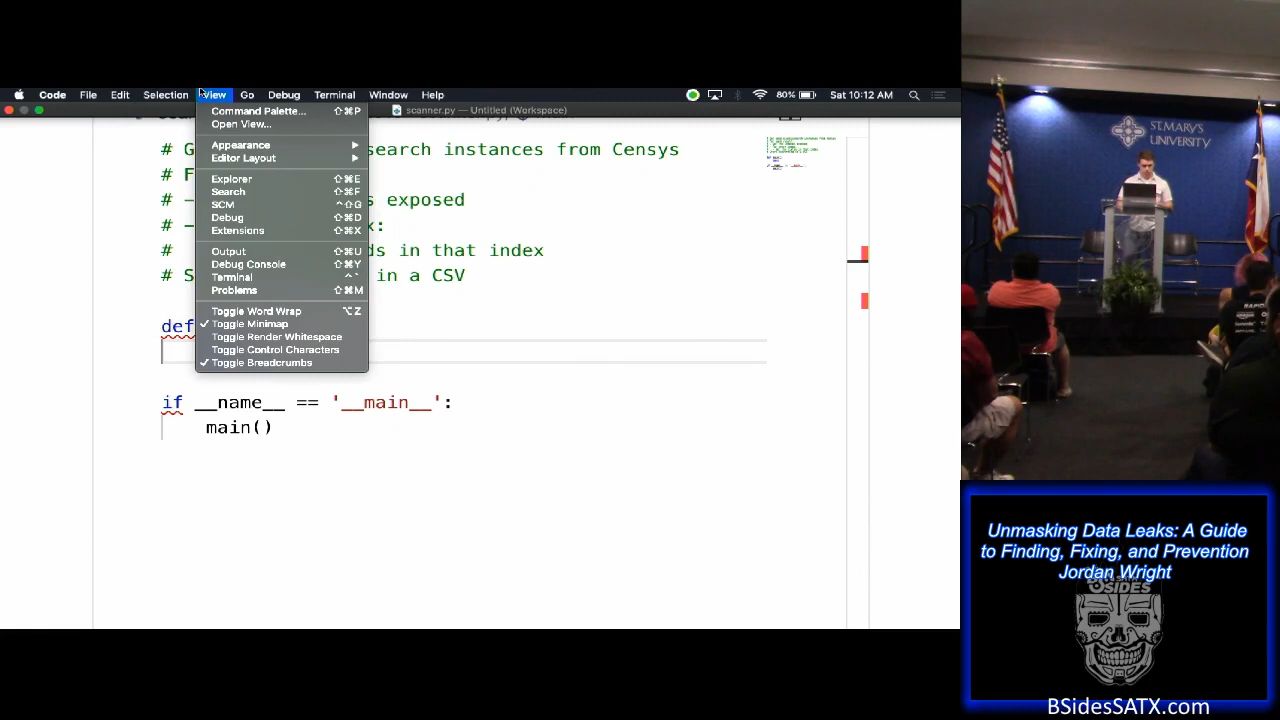 Code File Edit Selection View Go Debug Terminal Window Help 80% Sat 10:12 AM
scanner.py — Untitled (Workspace)
Command Palette... ⇧⌘P
Open View...
Appearance
Editor Layout
Explorer ⇧⌘E
Search ⇧⌘F
SCM ⌃⇧G
Debug ⇧⌘D
Extensions ⇧⌘X
Output ⇧⌘U
Debug Console ⇧⌘Y
Terminal ⌃`
Problems ⇧⌘M
Toggle Word Wrap ⌥Z
✓ Toggle Minimap
Toggle Render Whitespace
Toggle Control Characters
✓ Toggle Breadcrumbs
# G search instances from Censys
# F
# - s exposed
# - x:
# ds in that index
# S in a CSV
def
if __name__ == '__main__':
main()
ST. MARY'S
UNIVERSITY
Unmasking Data Leaks: A Guide
to Finding, Fixing, and Prevention
Jordan Wright
BSIDES
BSidesSATX.com